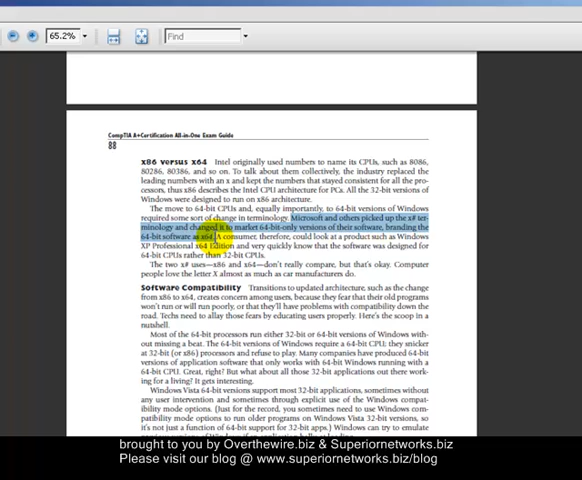 65.2%
Find
CompTIA A+Certification All-in-One Exam Guide
88
x86 versus x64 Intel originally used numbers to name its CPUs, such as 8086,
80286, 80386, and so on. To talk about them collectively, the industry replaced the
leading numbers with an x and kept the numbers that stayed consistent for all the pro-
cessors, thus x86 describes the Intel CPU architecture for PCs. All the 32-bit versions of
Windows were designed to run on x86 architecture.
The move to 64-bit CPUs and, equally importantly, to 64-bit versions of Windows
required some sort of change in terminology. Microsoft and others picked up the x# ter-
minology and changed it to market 64-bit-only versions of their software, branding the
64-bit software as x64. A consumer, therefore, could look at a product such as Windows
XP Professional x64 Edition and very quickly know that the software was designed for
64-bit CPUs rather than 32-bit CPUs.
The two x# uses—x86 and x64—don't really compare, but that's okay. Computer
people love the letter X almost as much as car manufacturers do.
Software Compatibility Transitions to updated architecture, such as the change
from x86 to x64, creates concern among users, because they fear that their old programs
won't run or will run poorly, or that they'll have problems with compatibility down the
road. Techs need to allay those fears by educating users properly. Here's the scoop in a
nutshell.
Most of the 64-bit processors run either 32-bit or 64-bit versions of Windows with-
out missing a beat. The 64-bit versions of Windows require a 64-bit CPU; they snicker
at 32-bit (or x86) processors and refuse to play. Many companies have produced 64-bit
versions of application software that only works with 64-bit Windows running with a
64-bit CPU. Great, right? But what about all those 32-bit applications out there work-
ing for a living? It gets interesting.
Windows Vista 64-bit versions support most 32-bit applications, sometimes without
any user intervention and sometimes through explicit use of the Windows compat-
ibility mode options. (Just for the record, you sometimes need to use Windows com-
patibility mode options to run older programs on Windows Vista 32-bit versions, so
it's not just a function of 64-bit support for 32-bit apps.) Windows can try to emulate
brought to you by Overthewire.biz & Superiornetworks.biz
Please visit our blog @ www.superiornetworks.biz/blog